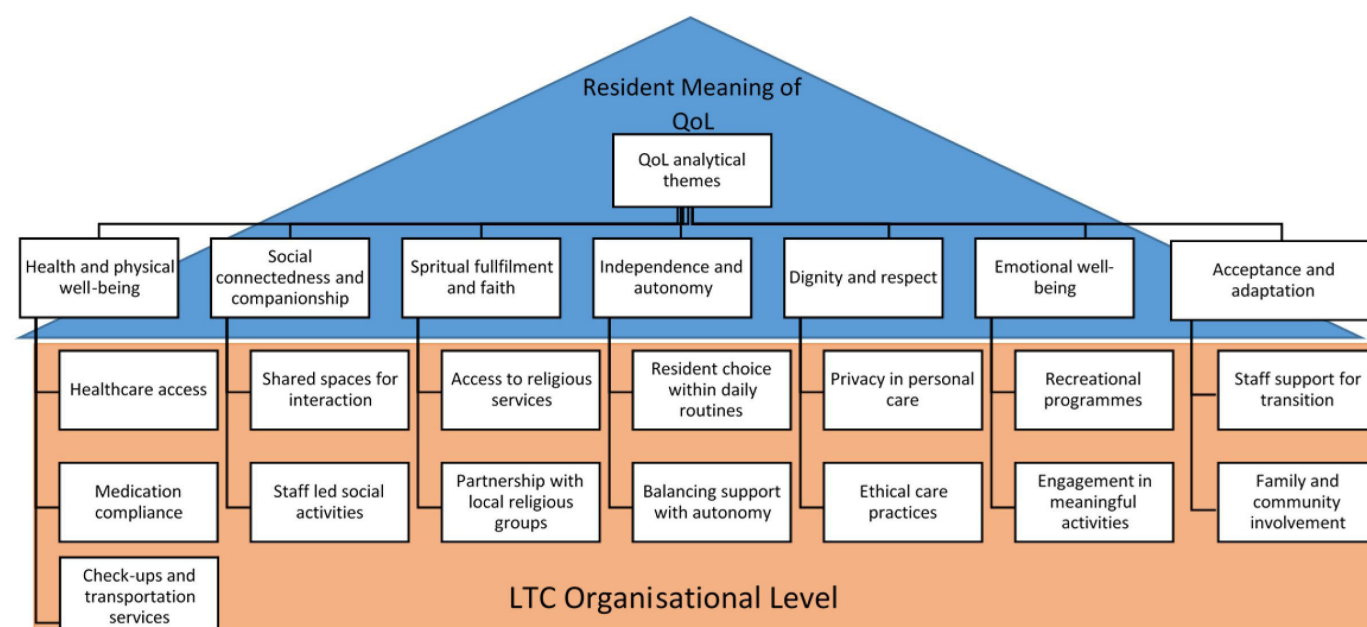 Resident Meaning of
QoL
QoL analytical
themes
Health and physical
well-being
Social
connectedness and
companionship
Spritual fullfilment
and faith
Independence and
autonomy
Dignity and respect
Emotional well-
being
Acceptance and
adaptation
Healthcare access
Shared spaces for
interaction
Access to religious
services
Resident choice
within daily
routines
Privacy in personal
care
Recreational
programmes
Staff support for
transition
Medication
compliance
Staff led social
activities
Partnership with
local religious
groups
Balancing support
with autonomy
Ethical care
practices
Engagement in
meaningful
activities
Family and
community
involvement
Check-ups and
transportation
services
LTC Organisational Level